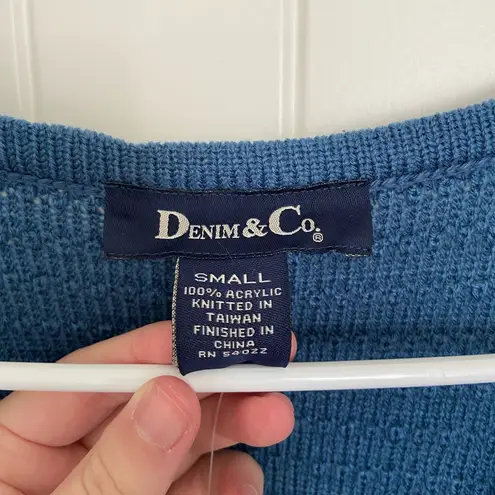 DENIM & CO.®
SMALL
100% ACRYLIC
KNITTED IN
TAIWAN
FINISHED IN
CHINA
RN 54022